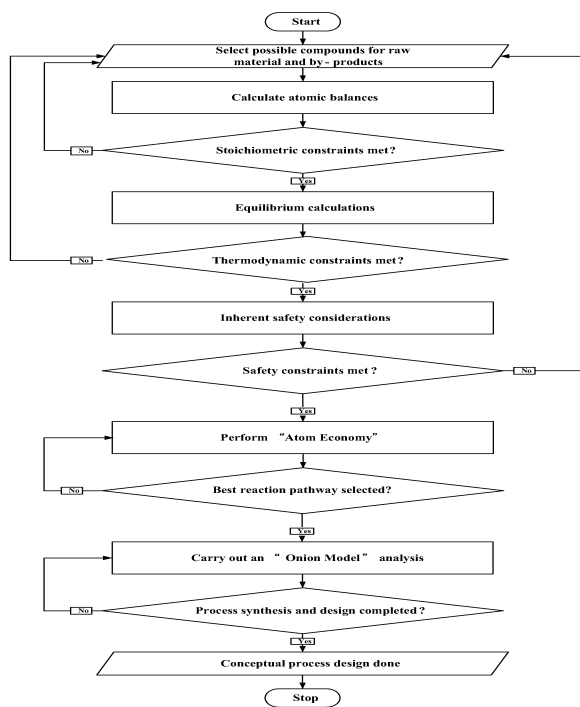 Start
Select possible compounds for raw
material and by- products
Calculate atomic balances
Stoichiometric constraints met?
No
Yes
Equilibrium calculations
Thermodynamic constraints met?
No
Yes
Inherent safety considerations
Safety constraints met ?
No
Yes
Perform “Atom Economy”
Best reaction pathway selected?
No
Yes
Carry out an “ Onion Model” analysis
Process synthesis and design completed ?
No
Yes
Conceptual process design done
Stop